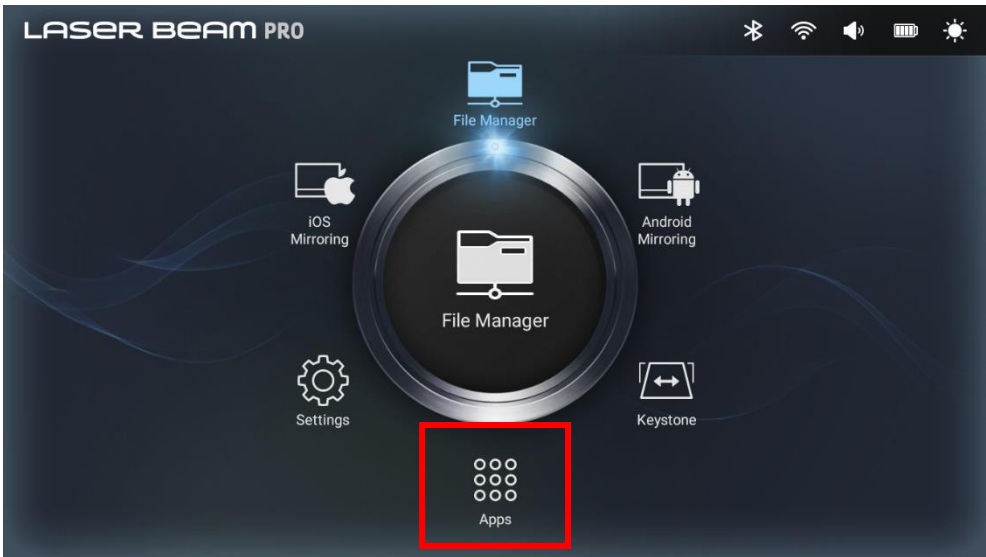 LASER BEAM PRO
File Manager
iOS
Mirroring
Android
Mirroring
File Manager
Settings
Keystone
Apps